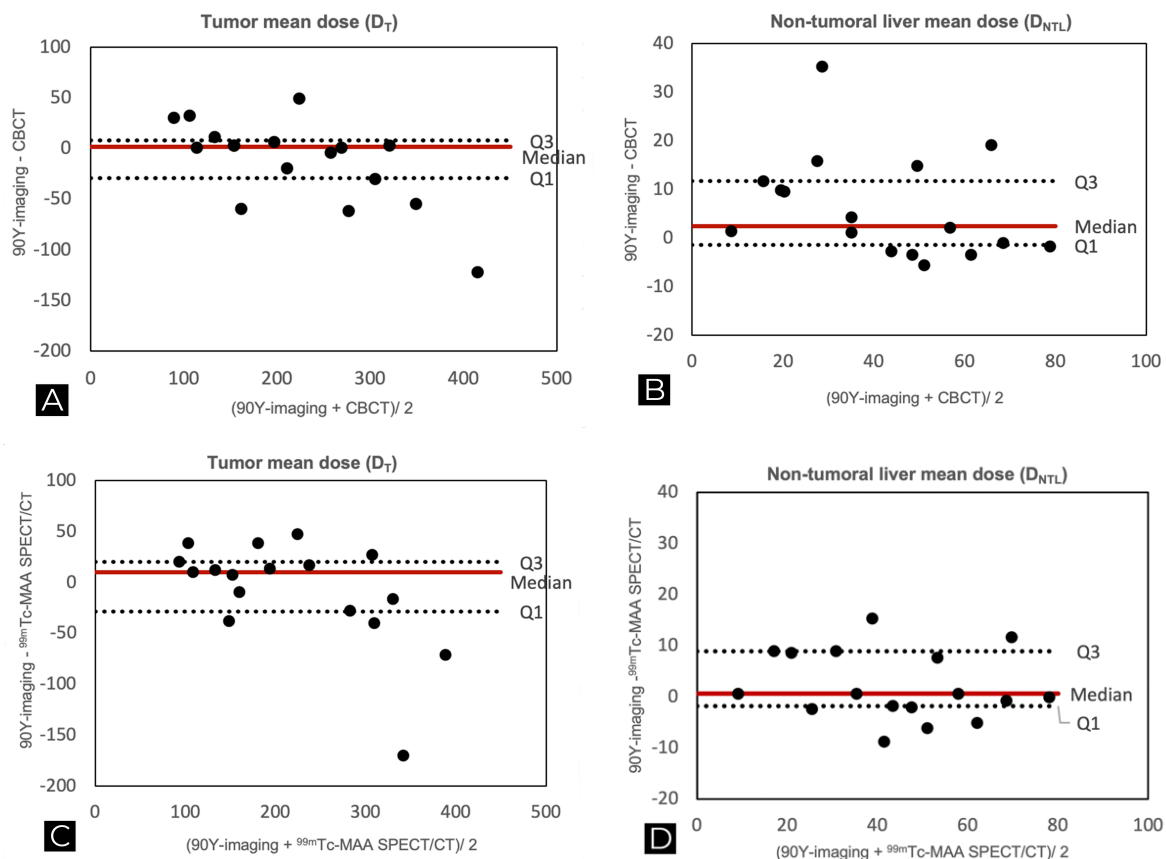 Tumor mean dose (D_T)
100
50
0
-50
-100
-150
-200
90Y-imaging - CBCT
Q3
Median
Q1
0 100 200 300 400 500
(90Y-imaging + CBCT)/ 2
A
Non-tumoral liver mean dose (D_NTL)
40
30
20
10
0
-10
-20
90Y-imaging - CBCT
Q3
Median
Q1
0 20 40 60 80 100
(90Y-imaging + CBCT)/ 2
B
Tumor mean dose (D_T)
100
50
0
-50
-100
-150
-200
90Y-imaging - ⁹⁹ᵐTc-MAA SPECT/CT
Q3
Median
Q1
0 100 200 300 400 500
(90Y-imaging + ⁹⁹ᵐTc-MAA SPECT/CT)/ 2
C
Non-tumoral liver mean dose (D_NTL)
40
30
20
10
0
-10
-20
90Y-imaging -⁹⁹ᵐTc-MAA SPECT/CT
Q3
Median
Q1
0 20 40 60 80 100
(90Y-imaging + ⁹⁹ᵐTc-MAA SPECT/CT)/ 2
D